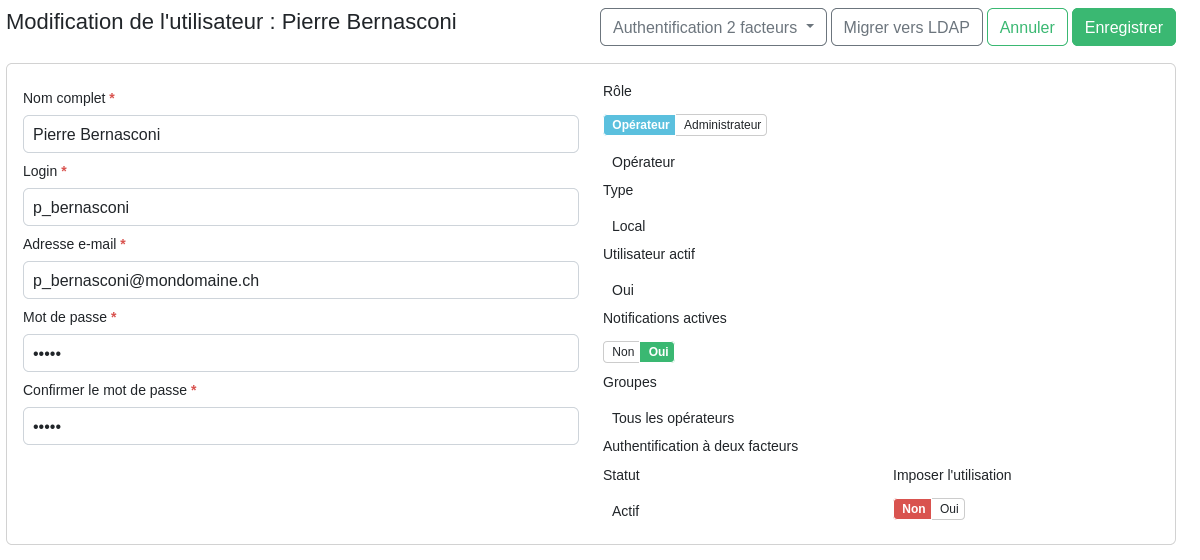 Modification de l'utilisateur : Pierre Bernasconi
Authentification 2 facteurs
Migrer vers LDAP
Annuler
Enregistrer
Nom complet *
Pierre Bernasconi
Login *
p_bernasconi
Adresse e-mail *
p_bernasconi@mondomaine.ch
Mot de passe *
•••••
Confirmer le mot de passe *
•••••
Rôle
Opérateur Administrateur
Opérateur
Type
Local
Utilisateur actif
Oui
Notifications actives
Non Oui
Groupes
Tous les opérateurs
Authentification à deux facteurs
Statut
Actif
Imposer l'utilisation
Non Oui